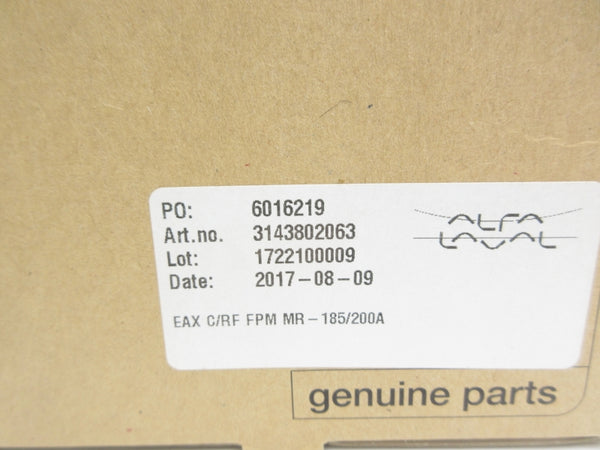 PO: 6016219
Art.no. 3143802063
Lot: 1722100009
Date: 2017-08-09
ALFA
LAVAL
EAX C/RF FPM MR-185/200A
genuine parts